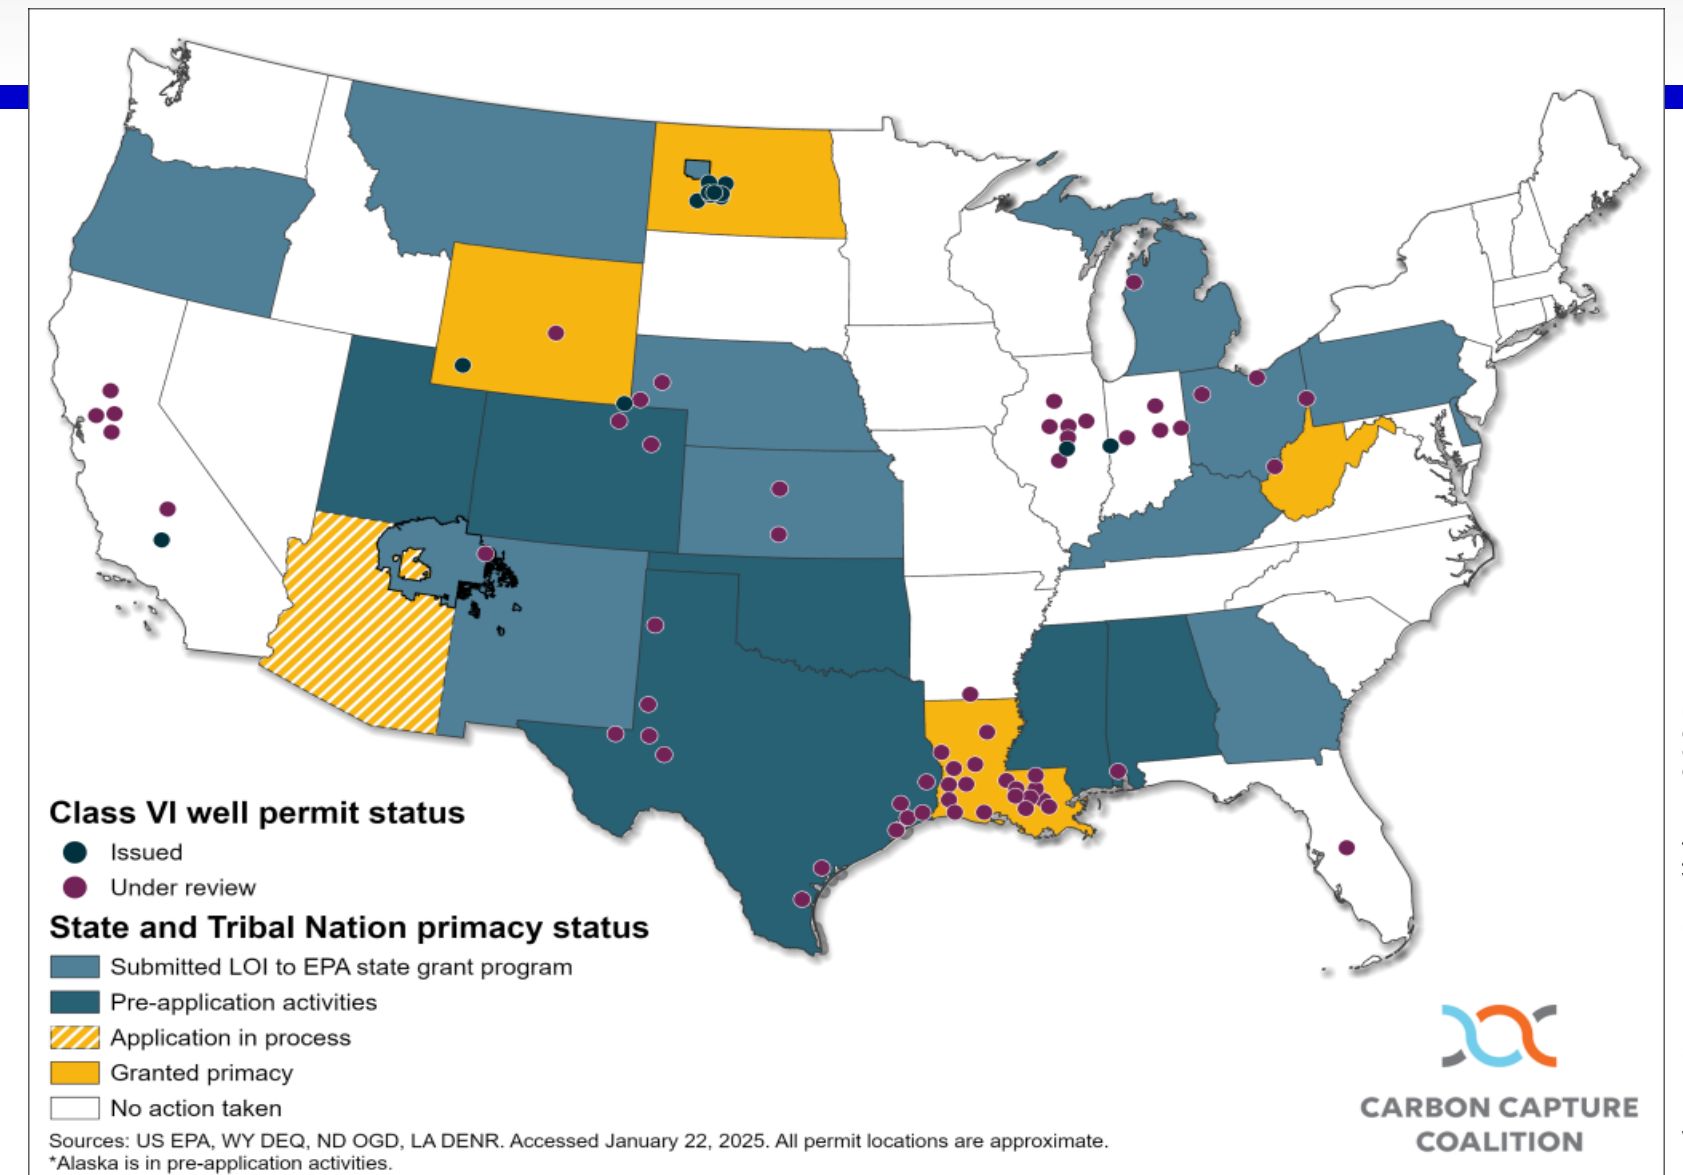 Class VI well permit status
Issued
Under review
State and Tribal Nation primacy status
Submitted LOI to EPA state grant program
Pre-application activities
Application in process
Granted primacy
No action taken
Sources: US EPA, WY DEQ, ND OGD, LA DENR. Accessed January 22, 2025. All permit locations are approximate.
*Alaska is in pre-application activities.
CARBON CAPTURE
COALITION